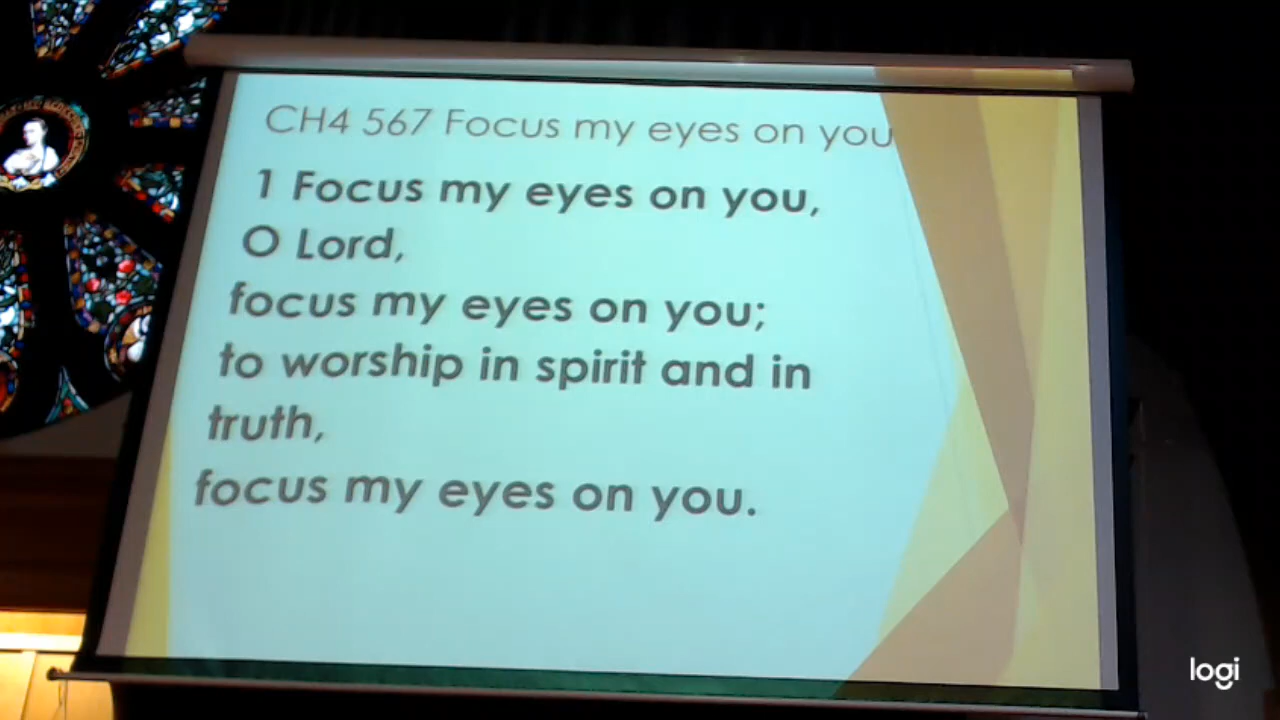 CH4 567 Focus my eyes on you
1 Focus my eyes on you,
O Lord,
focus my eyes on you;
to worship in spirit and in
truth,
focus my eyes on you.
logi